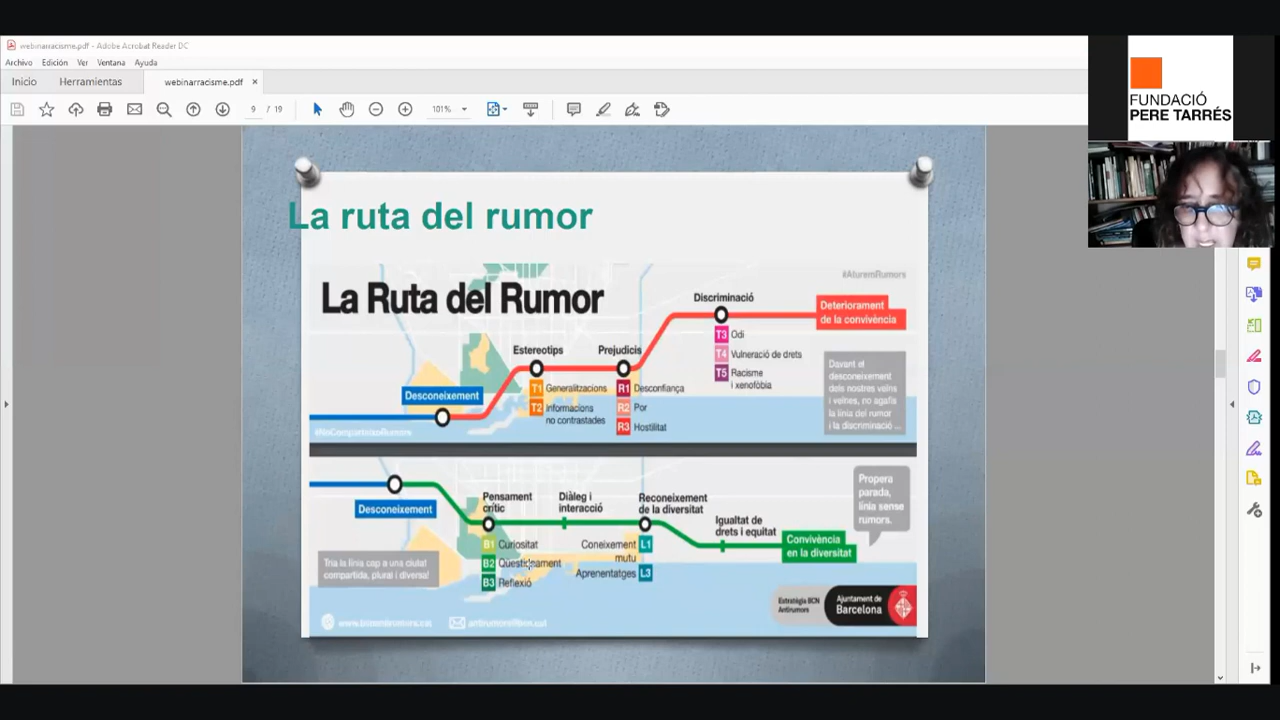 webinarracisme.pdf - Adobe Acrobat Reader DC
Archivo Edición Ver Ventana Ayuda
Inicio Herramientas webinarracisme.pdf ×
9 / 19 101%
FUNDACIÓ
PERE TARRÉS
La ruta del rumor
#AturemRumors
La Ruta del Rumor
Discriminació
Deteriorament
de la convivència
T3 Odi
T4 Vulneració de drets
T5 Racisme
i xenofòbia
Estereotips
Prejudicis
Desconeixement
T1 Generalitzacions
T2 Informacions
no contrastades
R1 Desconfiança
R2 Por
R3 Hostilitat
Davant el
desconeixement
dels nostres veïns
i veïnes, no agafis
la línia del rumor
i la discriminació ...
#NoComparteixoRumors
Desconeixement
Pensament
crític
Diàleg i
interacció
Reconeixement
de la diversitat
Igualtat de
drets i equitat
Convivència
en la diversitat
Propera
parada,
línia sense
rumors.
B1 Curiositat
B2 Qüestionament
B3 Reflexió
Coneixement L1
mutu
Aprenentatges L3
Tria la línia cap a una ciutat
compartida, plural i diversa!
Estratègia BCN
Antirumors
Ajuntament de
Barcelona